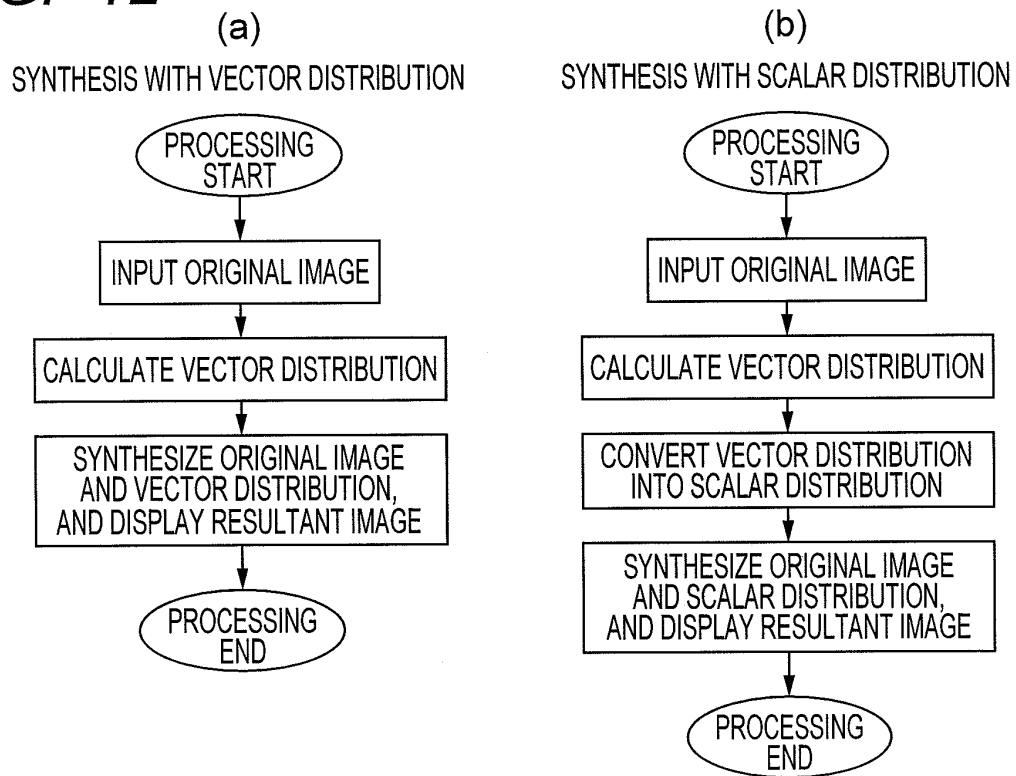 (a)
SYNTHESIS WITH VECTOR DISTRIBUTION
PROCESSING
START
INPUT ORIGINAL IMAGE
CALCULATE VECTOR DISTRIBUTION
SYNTHESIZE ORIGINAL IMAGE
AND VECTOR DISTRIBUTION,
AND DISPLAY RESULTANT IMAGE
PROCESSING
END
(b)
SYNTHESIS WITH SCALAR DISTRIBUTION
PROCESSING
START
INPUT ORIGINAL IMAGE
CALCULATE VECTOR DISTRIBUTION
CONVERT VECTOR DISTRIBUTION
INTO SCALAR DISTRIBUTION
SYNTHESIZE ORIGINAL IMAGE
AND SCALAR DISTRIBUTION,
AND DISPLAY RESULTANT IMAGE
PROCESSING
END